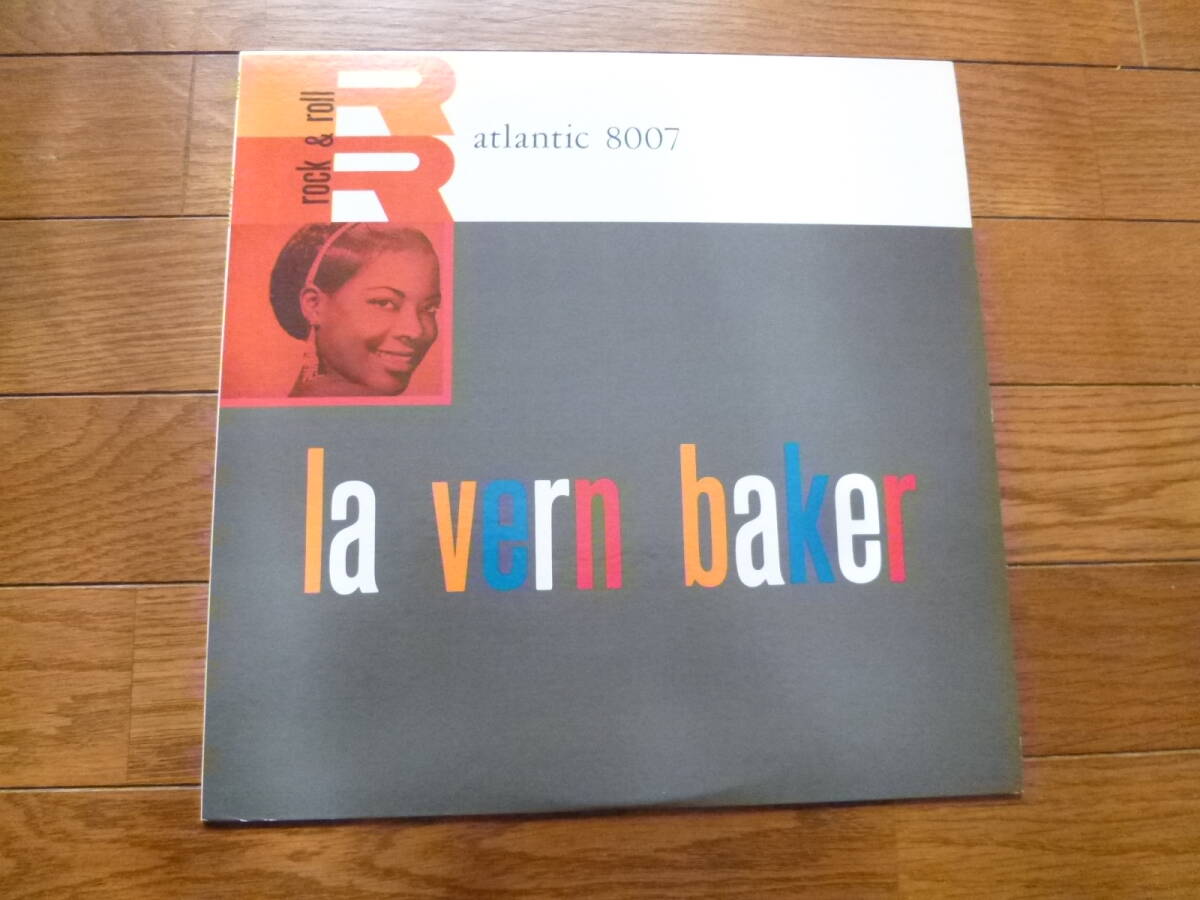 R
R
rock & roll
atlantic 8007
la vern baker